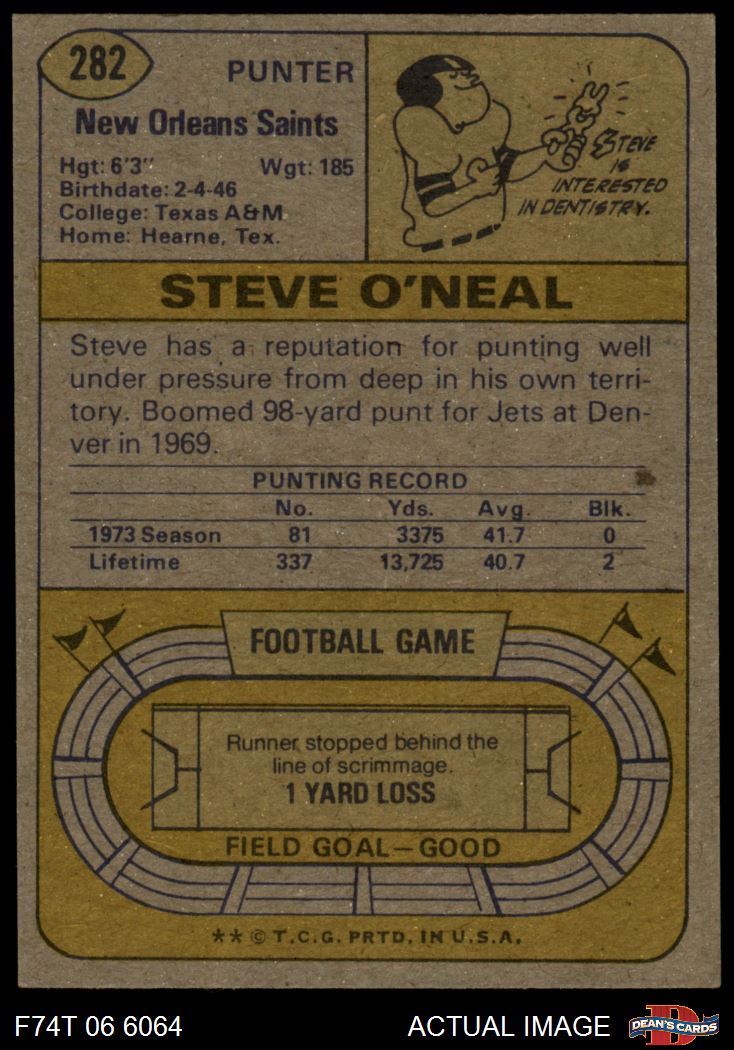 282
PUNTER
New Orleans Saints
Hgt: 6'3" Wgt: 185
Birthdate: 2-4-46
College: Texas A&M
Home: Hearne, Tex.
STEVE
IS
INTERESTED
IN DENTISTRY.
STEVE O'NEAL
Steve has a reputation for punting well
under pressure from deep in his own terri-
tory. Boomed 98-yard punt for Jets at Den-
ver in 1969.
PUNTING RECORD
No. Yds. Avg. Blk.
1973 Season 81 3375 41.7 0
Lifetime 337 13,725 40.7 2
FOOTBALL GAME
Runner stopped behind the
line of scrimmage.
1 YARD LOSS
FIELD GOAL—GOOD
** © T.C.G. PRTD. IN U.S.A.
F74T 06 6064 ACTUAL IMAGE D DEAN'S CARDS